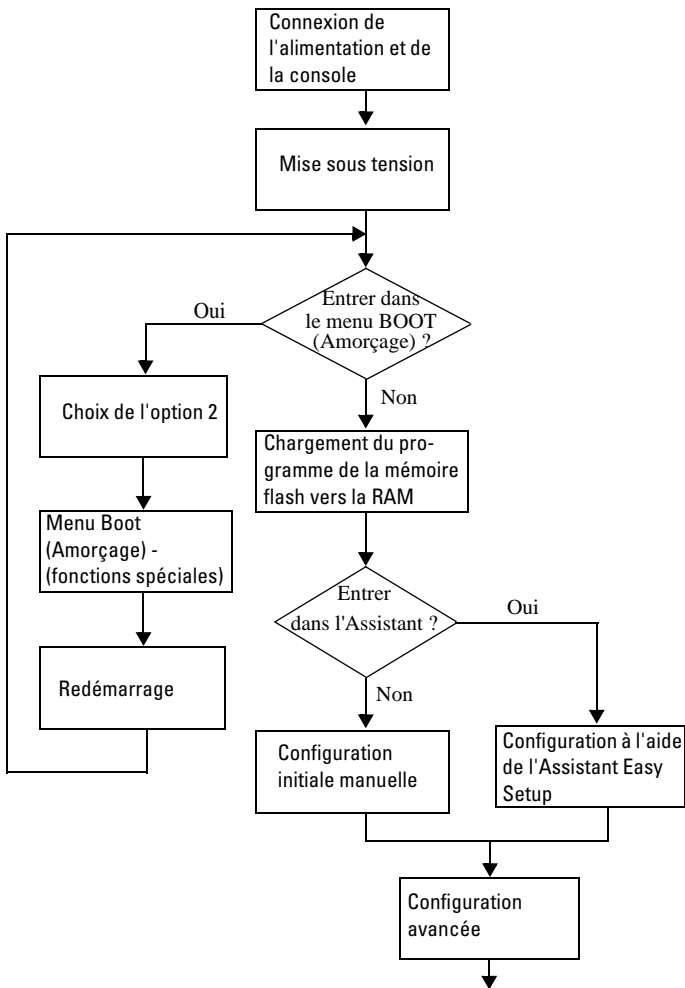 Connexion de
l'alimentation et de
la console
Mise sous tension
Entrer dans
le menu BOOT
(Amorçage) ?
Oui
Non
Choix de l'option 2
Chargement du pro-
gramme de la mémoire
flash vers la RAM
Menu Boot
(Amorçage) -
(fonctions spéciales)
Entrer
dans l'Assistant ?
Oui
Non
Redémarrage
Configuration
initiale manuelle
Configuration à l'aide
de l'Assistant Easy
Setup
Configuration
avancée